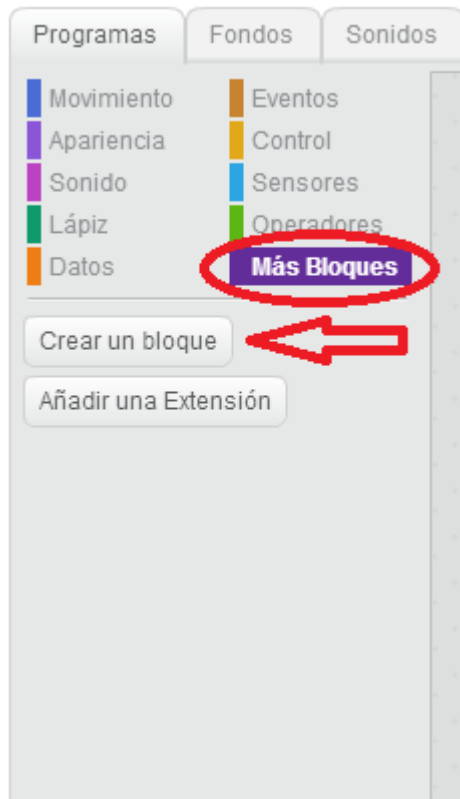 Programas Fondos Sonidos
Movimiento Eventos
Apariencia Control
Sonido Sensores
Lápiz Operadores
Datos Más Bloques
Crear un bloque
Añadir una Extensión